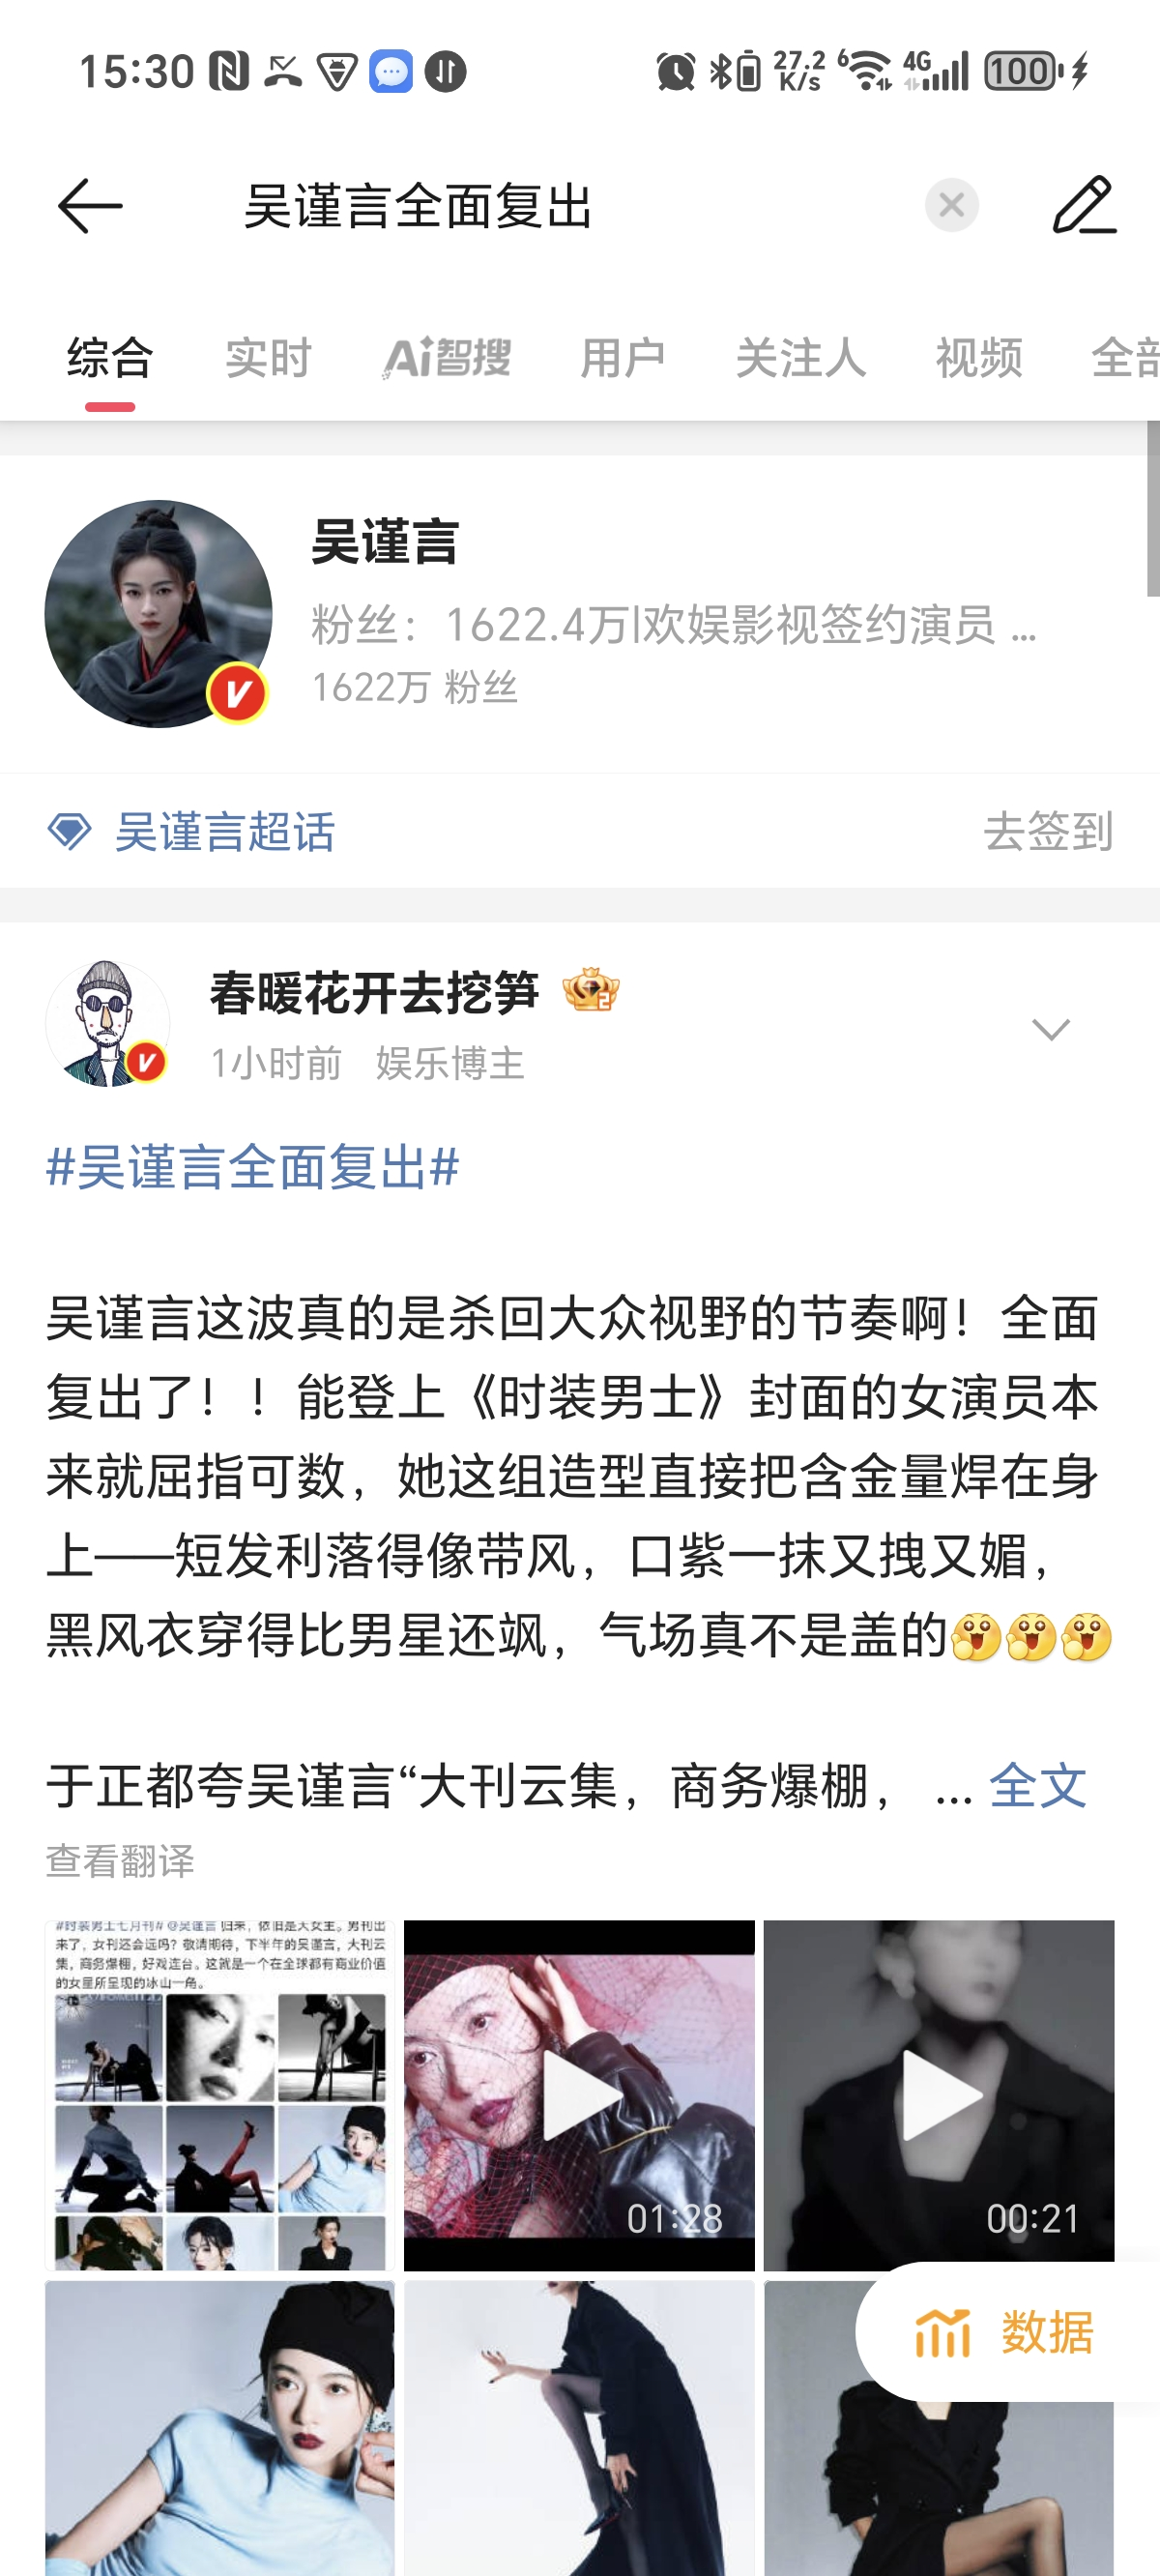 15:30
27.2
K/s
6
4G
100
吴谨言全面复出
综合 实时 Ai智搜 用户 关注人 视频 全部
吴谨言
粉丝：1622.4万|欢娱影视签约演员 ...
1622万 粉丝
吴谨言超话 去签到
春暖花开去挖笋 2
1小时前 娱乐博主
#吴谨言全面复出#
吴谨言这波真的是杀回大众视野的节奏啊！全面
复出了！！能登上《时装男士》封面的女演员本
来就屈指可数，她这组造型直接把含金量焊在身
上——短发利落得像带风，口紫一抹又拽又媚，
黑风衣穿得比男星还飒，气场真不是盖的
于正都夸吴谨言“大刊云集，商务爆棚， ... 全文
查看翻译
#时装男士七月刊# @吴谨言 归来，依旧是大女主。男刊出
来了，女刊还会远吗？敬请期待，下半年的吴谨言，大刊云
集，商务爆棚，好戏连台。这就是一个在全球都有商业价值
的女星所呈现的冰山一角。
01:28
00:21
数据